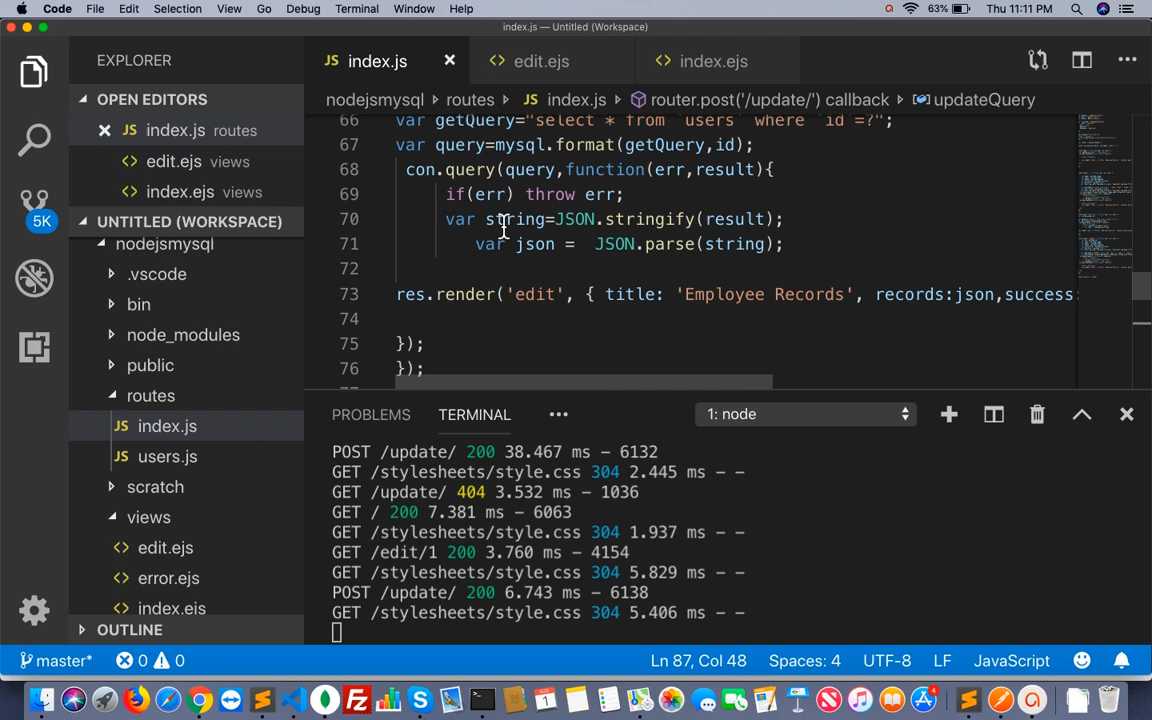 Code File Edit Selection View Go Debug Terminal Window Help 63% Thu 11:11 PM
index.js — Untitled (Workspace)
EXPLORER
JS index.js × <> edit.ejs <> index.ejs
OPEN EDITORS
nodejsmysql routes JS index.js router.post('/update/') callback updateQuery
× JS index.js routes
<> edit.ejs views
<> index.ejs views
5K
UNTITLED (WORKSPACE)
nodejsmysql
.vscode
bin
node_modules
public
routes
JS index.js
JS users.js
scratch
views
<> edit.ejs
<> error.ejs
<> index.ejs
OUTLINE
66 var getQuery="select * from `users` where `id`=?";
67 var query=mysql.format(getQuery,id);
68 con.query(query,function(err,result){
69 if(err) throw err;
70 var string=JSON.stringify(result);
71 var json = JSON.parse(string);
72
73 res.render('edit', { title: 'Employee Records', records:json,success:
74
75 });
76 });
PROBLEMS TERMINAL ••• 1: node
POST /update/ 200 38.467 ms - 6132
GET /stylesheets/style.css 304 2.445 ms - -
GET /update/ 404 3.532 ms - 1036
GET / 200 7.381 ms - 6063
GET /stylesheets/style.css 304 1.937 ms - -
GET /edit/1 200 3.760 ms - 4154
GET /stylesheets/style.css 304 5.829 ms - -
POST /update/ 200 6.743 ms - 6138
GET /stylesheets/style.css 304 5.406 ms - -
master* 0 0 Ln 87, Col 48 Spaces: 4 UTF-8 LF JavaScript